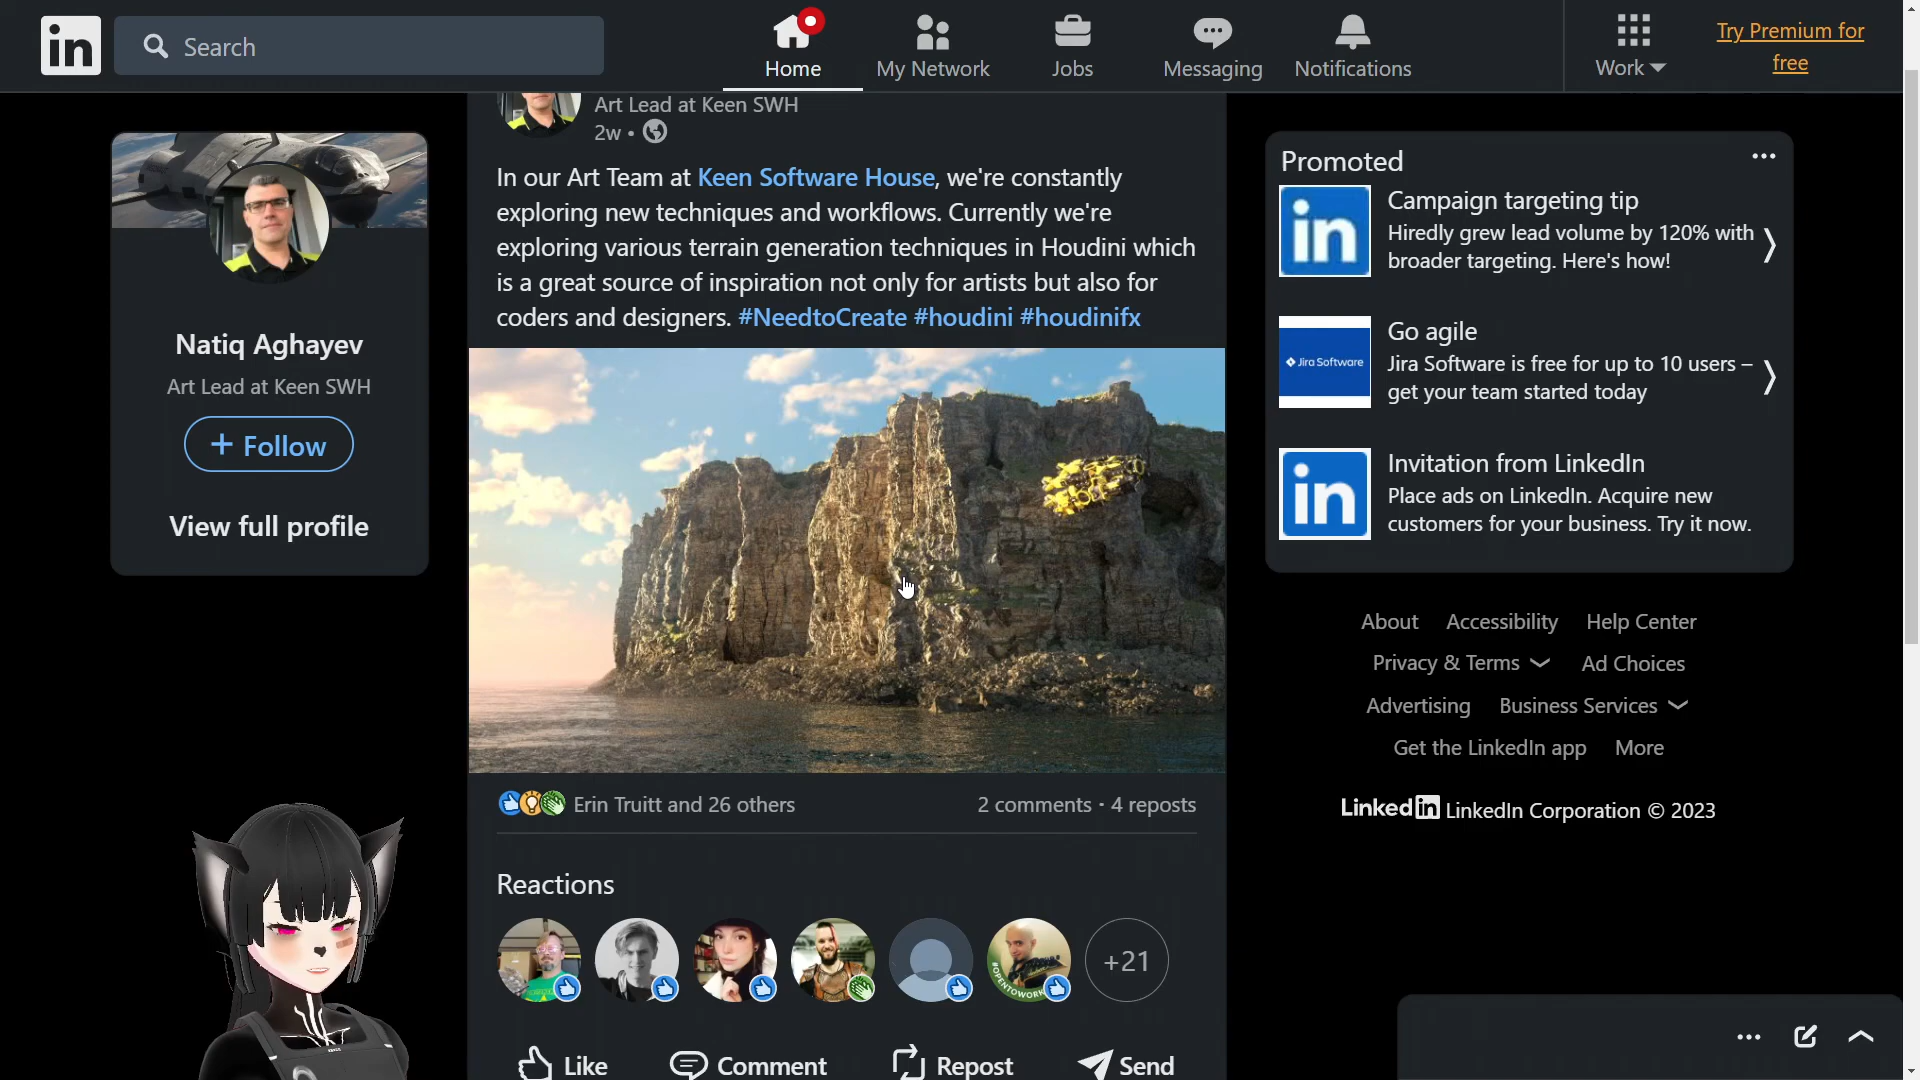 in
Search
Home
My Network
Jobs
Messaging
Notifications
Work
Try Premium for
free
Natiq Aghayev
Art Lead at Keen SWH
+ Follow
View full profile
Art Lead at Keen SWH
2w •
In our Art Team at Keen Software House, we're constantly
exploring new techniques and workflows. Currently we're
exploring various terrain generation techniques in Houdini which
is a great source of inspiration not only for artists but also for
coders and designers. #NeedtoCreate #houdini #houdinifx
Erin Truitt and 26 others
2 comments · 4 reposts
Reactions
#OPENTOWORK
+21
Like
Comment
Repost
Send
Promoted
in
Campaign targeting tip
Hiredly grew lead volume by 120% with
broader targeting. Here's how!
Jira Software
Go agile
Jira Software is free for up to 10 users –
get your team started today
in
Invitation from LinkedIn
Place ads on LinkedIn. Acquire new
customers for your business. Try it now.
About
Accessibility
Help Center
Privacy & Terms
Ad Choices
Advertising
Business Services
Get the LinkedIn app
More
Linkedin LinkedIn Corporation © 2023